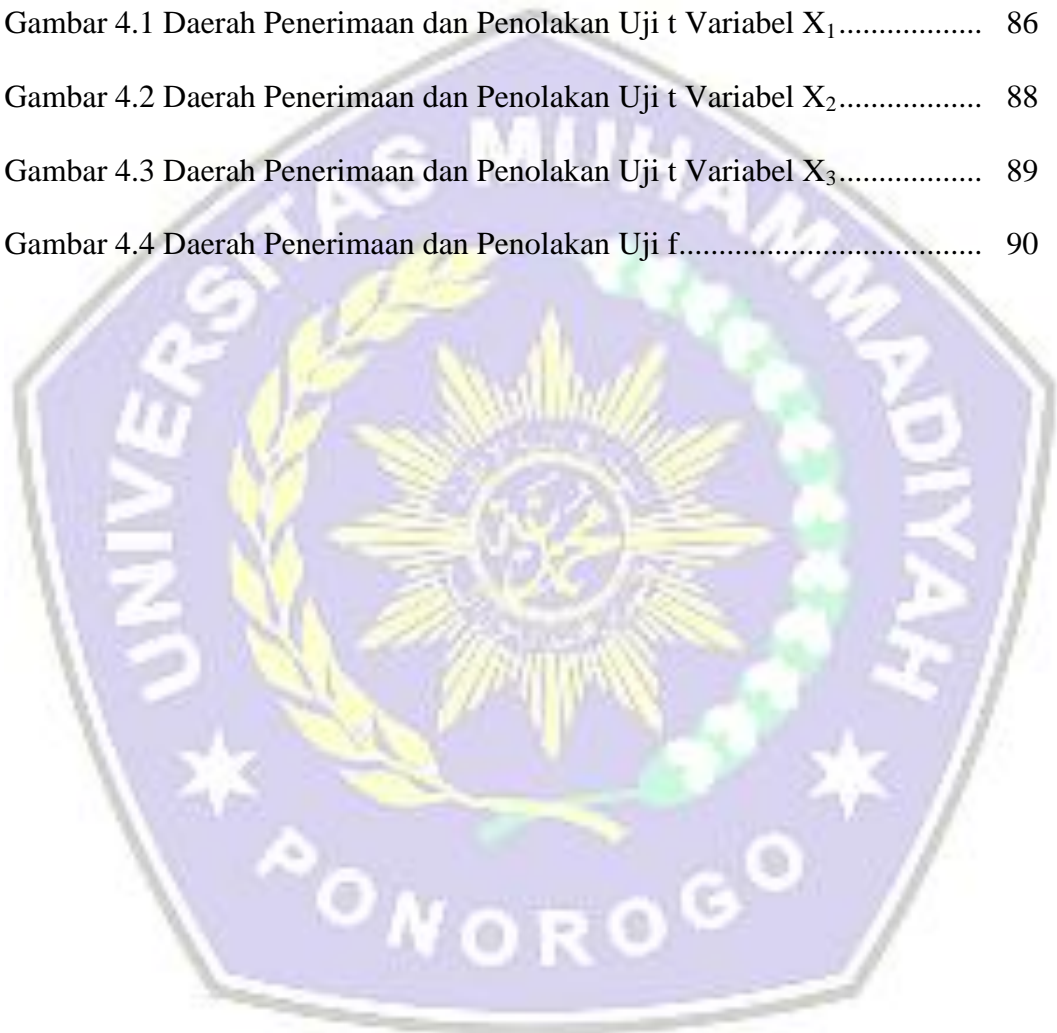 Gambar 4.1 Daerah Penerimaan dan Penolakan Uji t Variabel X₁.................. 86
Gambar 4.2 Daerah Penerimaan dan Penolakan Uji t Variabel X₂.................. 88
Gambar 4.3 Daerah Penerimaan dan Penolakan Uji t Variabel X₃.................. 89
Gambar 4.4 Daerah Penerimaan dan Penolakan Uji f...................................... 90
UNIVERSITAS MUHAMMADIYAH
PONOROGO